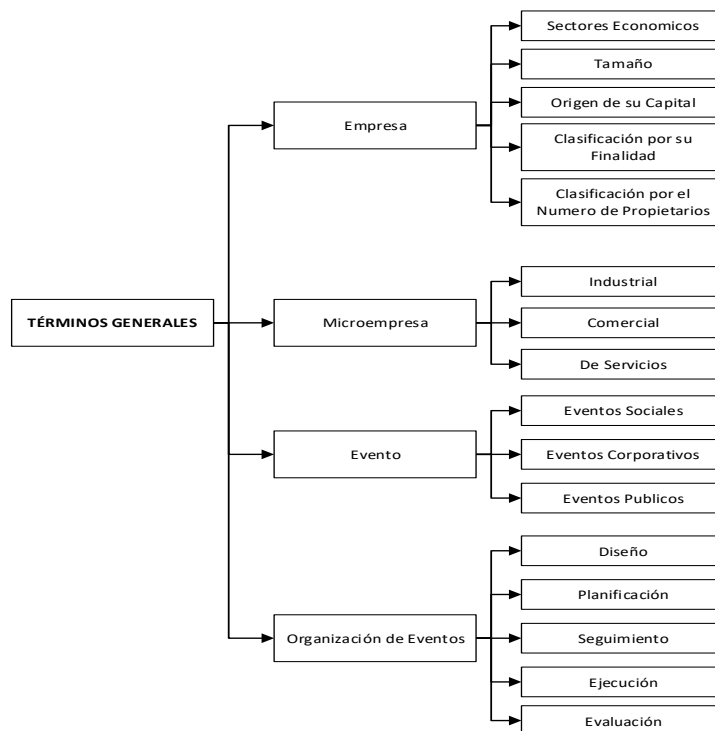 Sectores Economicos
Tamaño
Origen de su Capital
Empresa
Clasificación por su
Finalidad
Clasificación por el
Numero de Propietarios
Industrial
TÉRMINOS GENERALES
Microempresa
Comercial
De Servicios
Eventos Sociales
Evento
Eventos Corporativos
Eventos Publicos
Diseño
Planificación
Organización de Eventos
Seguimiento
Ejecución
Evaluación